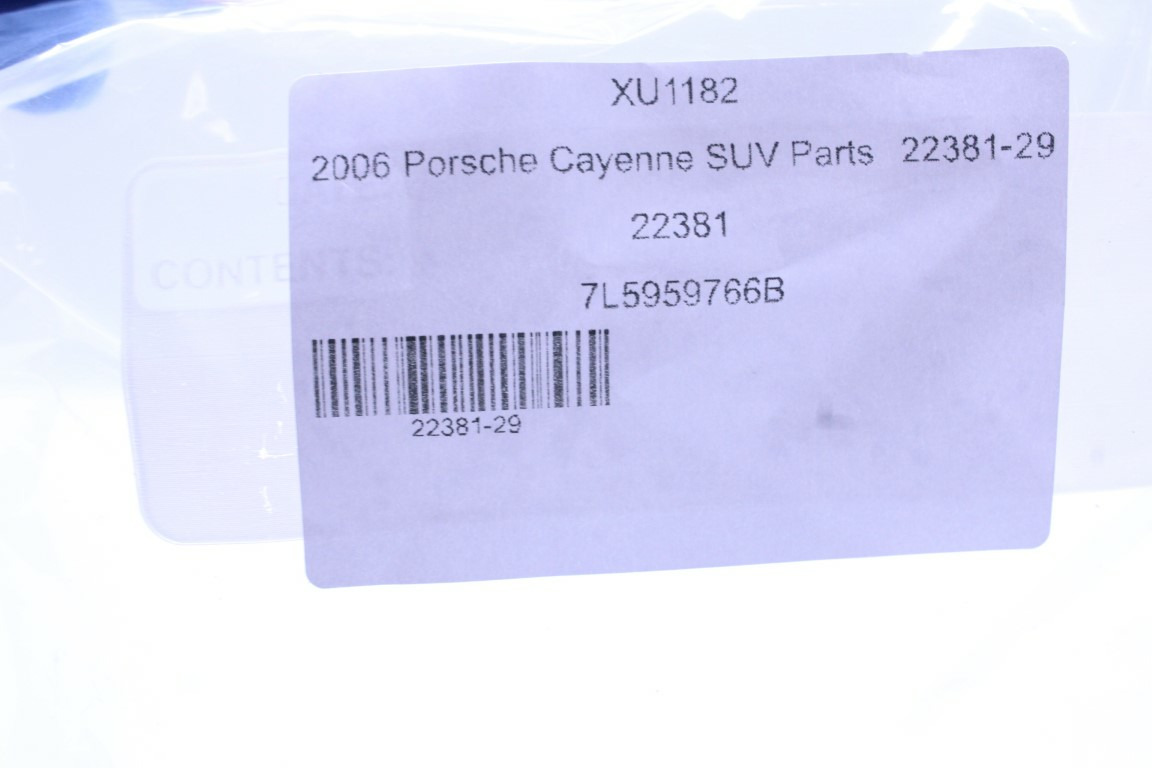 XU1182
2006 Porsche Cayenne SUV Parts 22381-29
22381
7L5959766B
22381-29
CONTENTS: